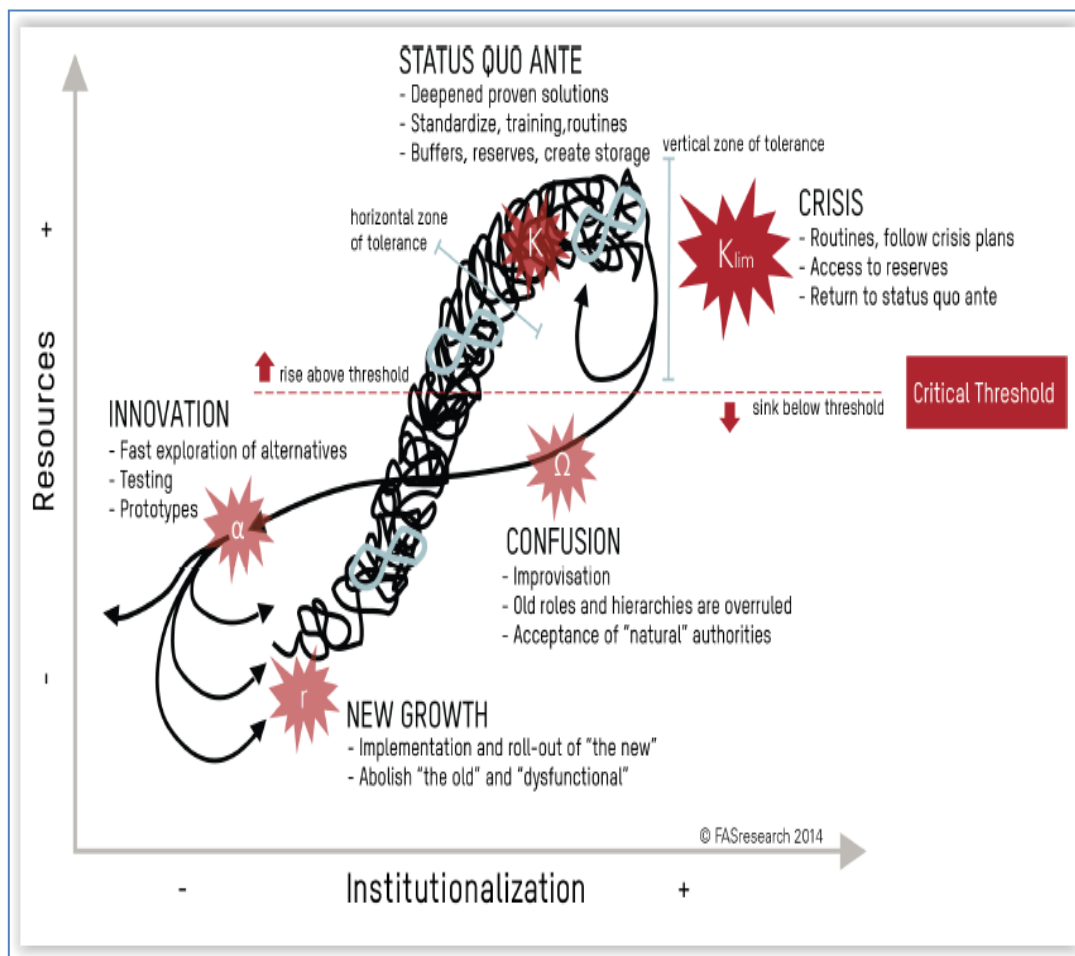 STATUS QUO ANTE
- Deepened proven solutions
- Standardize, training,routines
- Buffers, reserves, create storage
vertical zone of tolerance
horizontal zone
of tolerance
K
Klim
CRISIS
- Routines, follow crisis plans
- Access to reserves
- Return to status quo ante
+
rise above threshold
Critical Threshold
sink below threshold
INNOVATION
- Fast exploration of alternatives
- Testing
- Prototypes
Resources
α
Ω
CONFUSION
- Improvisation
- Old roles and hierarchies are overruled
- Acceptance of "natural" authorities
-
r
NEW GROWTH
- Implementation and roll-out of "the new"
- Abolish "the old" and "dysfunctional"
© FASresearch 2014
- Institutionalization +